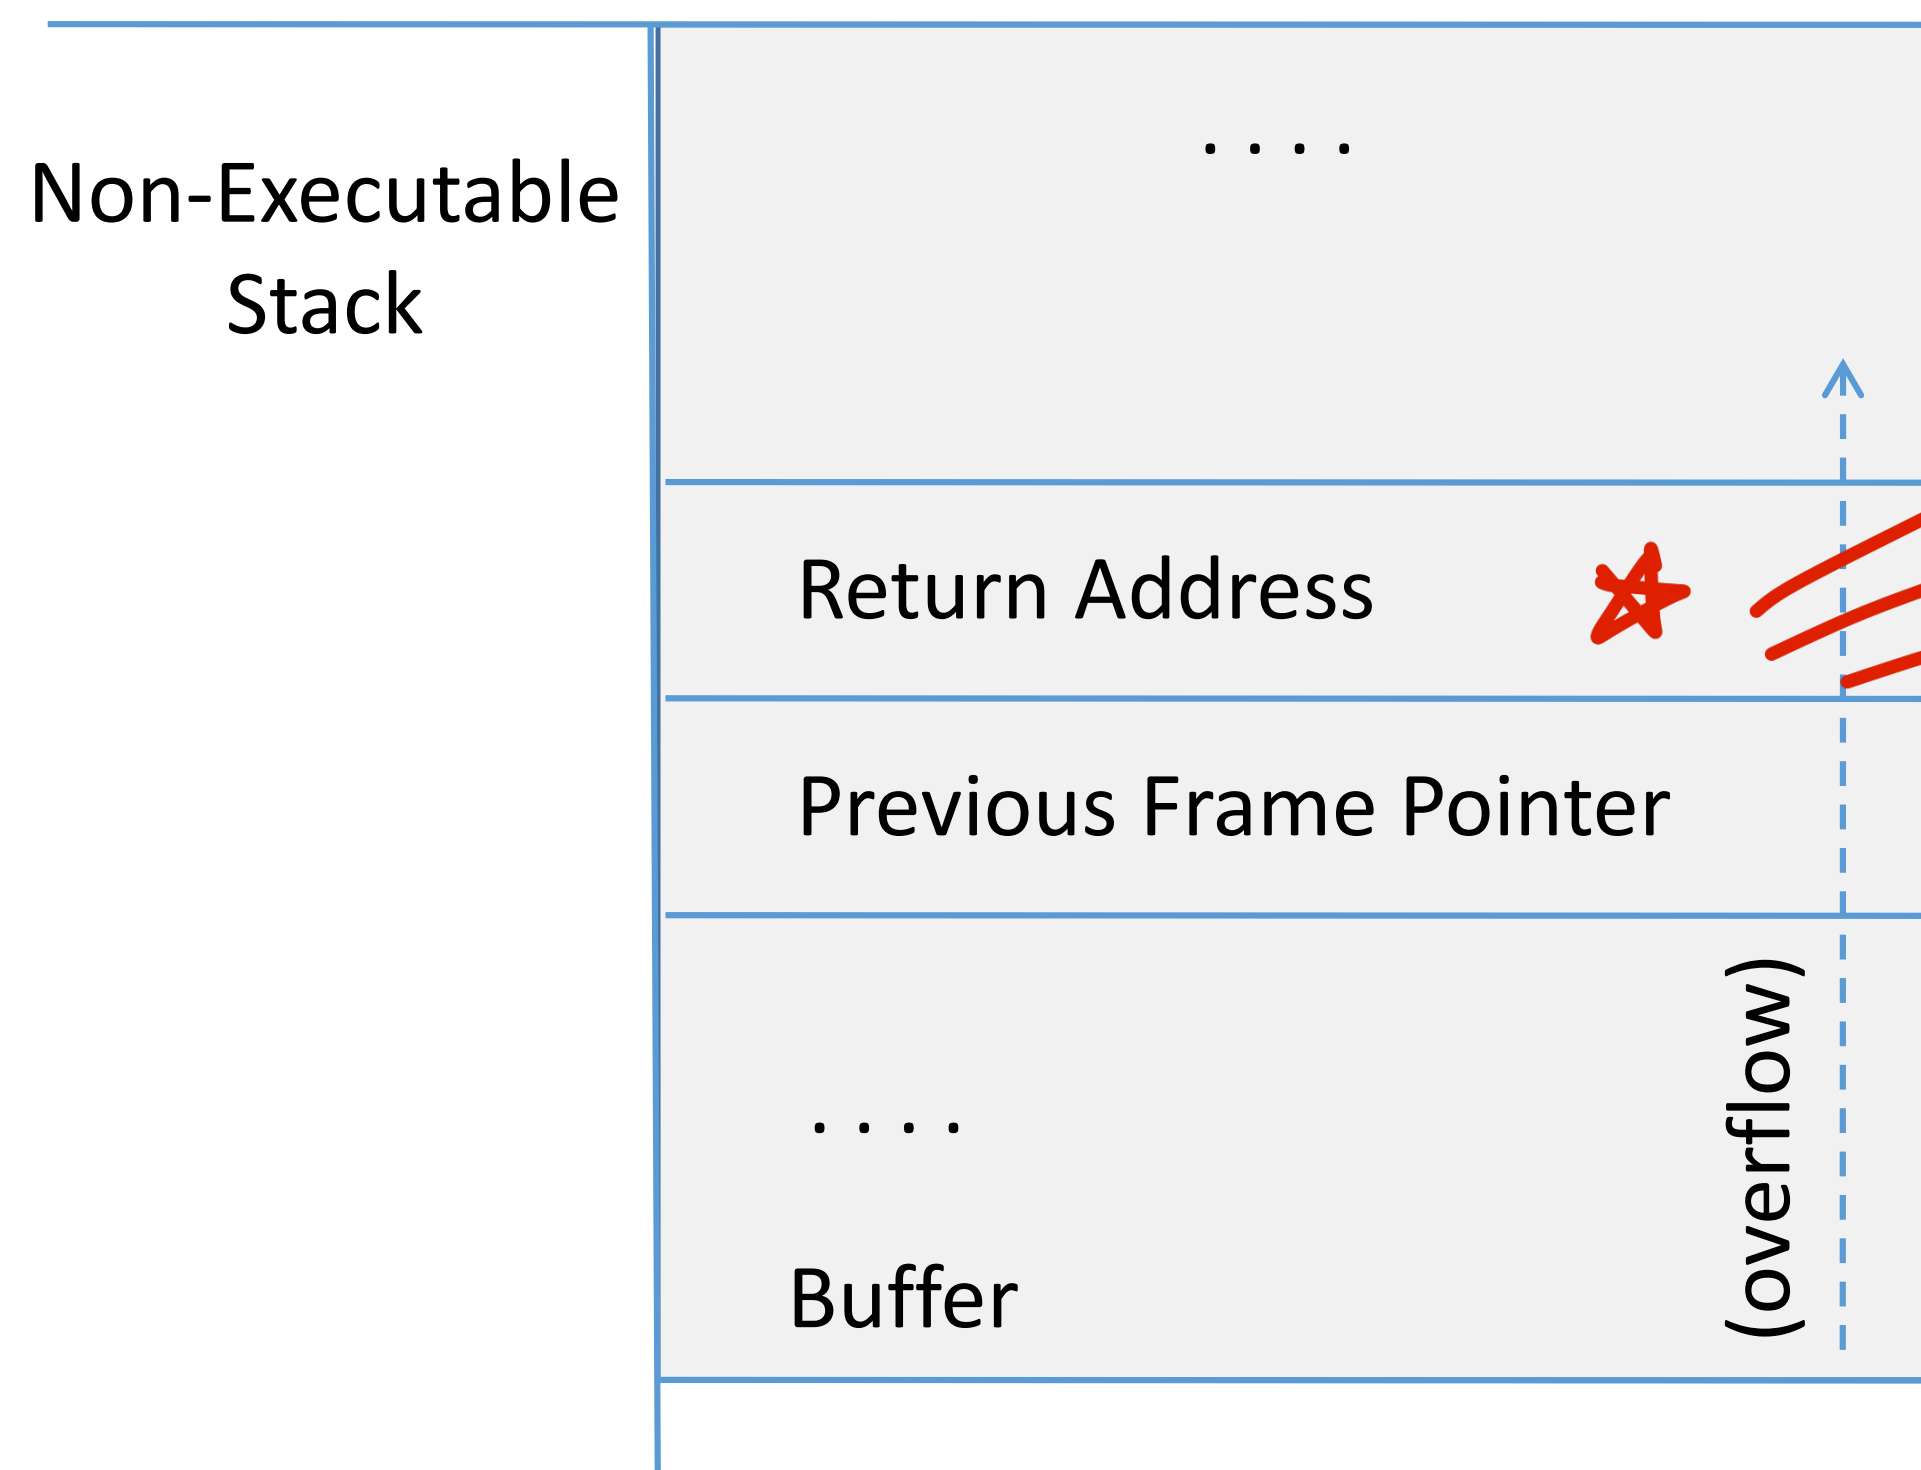 Non-Executable
Stack
. . . .
Return Address
Previous Frame Pointer
. . . .
Buffer
(overflow)